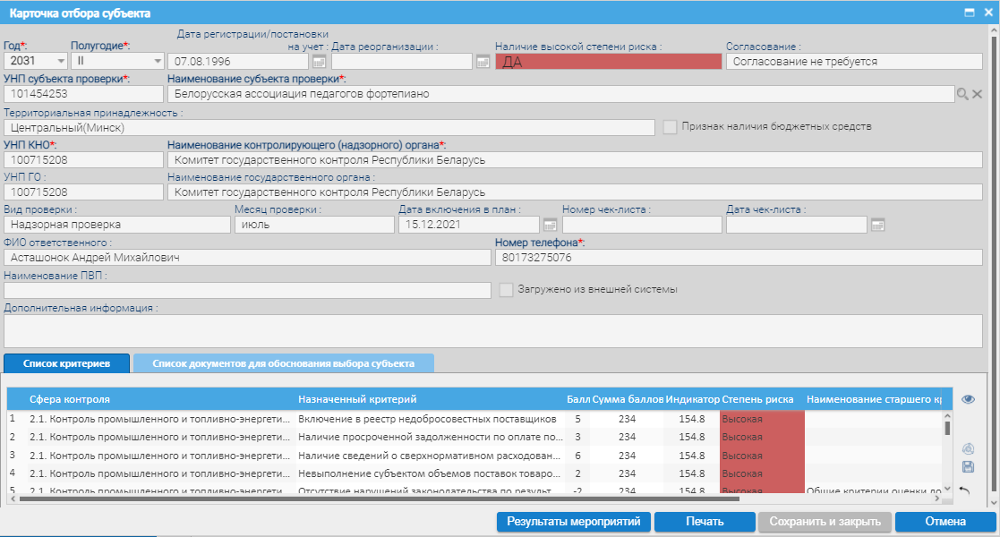 Карточка отбора субъекта
Дата регистрации/постановки
Год*: Полугодие*: на учет : Дата реорганизации : Наличие высокой степени риска : Согласование :
2031 II 07.08.1996 ДА Согласование не требуется
УНП субъекта проверки*: Наименование субъекта проверки*:
101454253 Белорусская ассоциация педагогов фортепиано
Территориальная принадлежность :
Центральный(Минск) Признак наличия бюджетных средств
УНП КНО*: Наименование контролирующего (надзорного) органа*:
100715208 Комитет государственного контроля Республики Беларусь
УНП ГО : Наименование государственного органа :
100715208 Комитет государственного контроля Республики Беларусь
Вид проверки : Месяц проверки : Дата включения в план : Номер чек-листа : Дата чек-листа :
Надзорная проверка июль 15.12.2021
ФИО ответственного : Номер телефона*:
Асташонок Андрей Михайлович 80173275076
Наименование ПВП :
Загружено из внешней системы
Дополнительная информация :
Список критериев Список документов для обоснования выбора субъекта
Сфера контроля Назначенный критерий Балл Сумма баллов Индикатор Степень риска Наименование старшего кр
1 2.1. Контроль промышленного и топливно-энергети... Включение в реестр недобросовестных поставщиков 5 234 154.8 Высокая
2 2.1. Контроль промышленного и топливно-энергети... Наличие просроченной задолженности по оплате по... 3 234 154.8 Высокая
3 2.1. Контроль промышленного и топливно-энергети... Наличие сведений о сверхнормативном расходован... 6 234 154.8 Высокая
4 2.1. Контроль промышленного и топливно-энергети... Невыполнение субъектом объемов поставок товаро... 2 234 154.8 Высокая
5 2.1. Контроль промышленного и топливно-энергети... Отсутствие нарушений законодательства по результ... -2 234 154.8 Высокая Общие критерии оценки до
Результаты мероприятий Печать Сохранить и закрыть Отмена